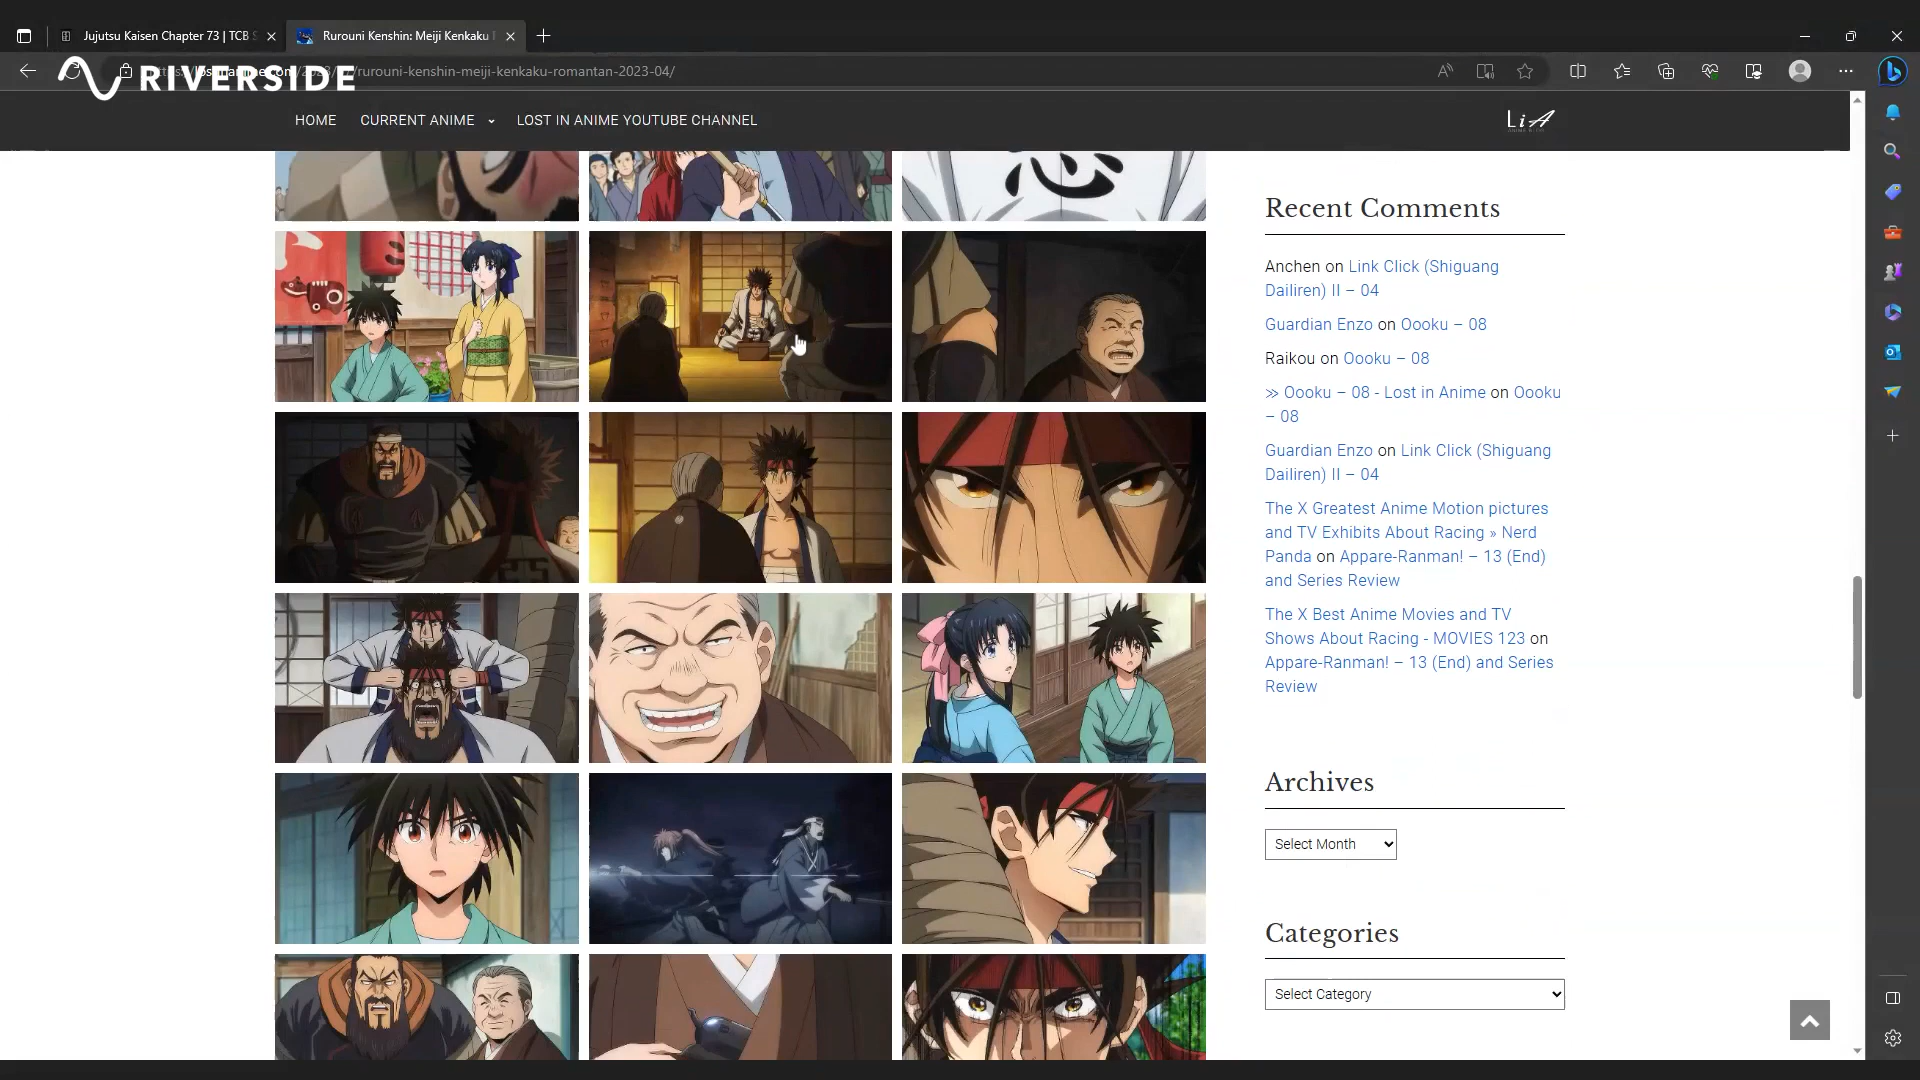 Jujutsu Kaisen Chapter 73 | TCB S
Rurouni Kenshin: Meiji Kenkaku
RIVERSIDE
/rurouni-kenshin-meiji-kenkaku-romantan-2023-04/
HOME
CURRENT ANIME
LOST IN ANIME YOUTUBE CHANNEL
LiA
Recent Comments
Anchen on Link Click (Shiguang
Dailiren) II – 04
Guardian Enzo on Oooku – 08
Raikou on Oooku – 08
≫ Oooku – 08 - Lost in Anime on Oooku
– 08
Guardian Enzo on Link Click (Shiguang
Dailiren) II – 04
The X Greatest Anime Motion pictures
and TV Exhibits About Racing » Nerd
Panda on Appare-Ranman! – 13 (End)
and Series Review
The X Best Anime Movies and TV
Shows About Racing - MOVIES 123 on
Appare-Ranman! – 13 (End) and Series
Review
Archives
Select Month
Categories
Select Category